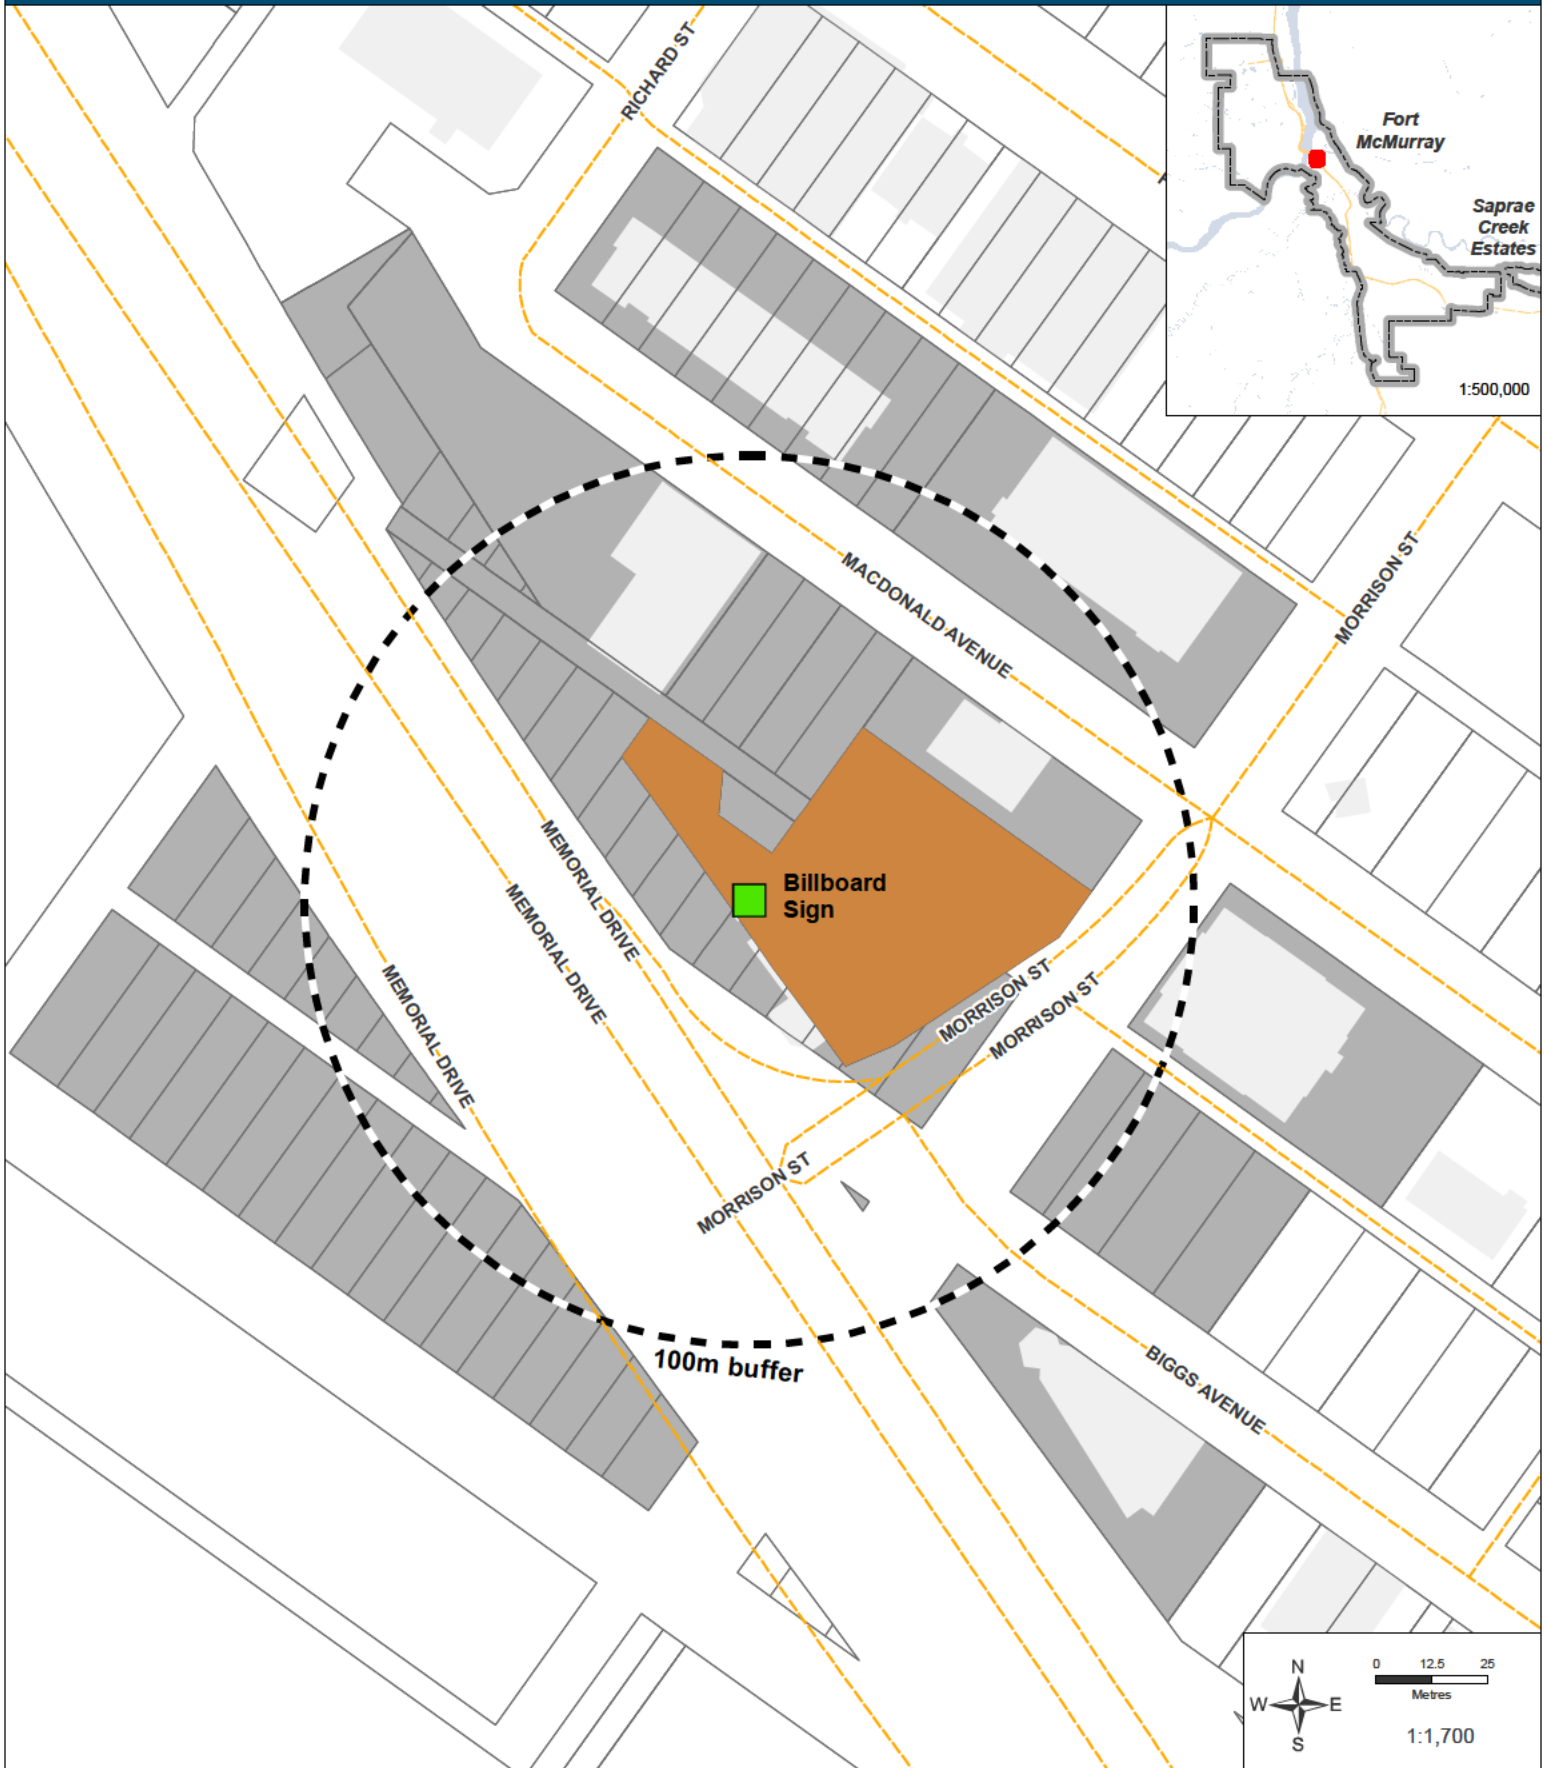 RICHARD ST
Fort
McMurray
Saprae
Creek
Estates
1:500,000
MORRISON ST
MACDONALD AVENUE
MEMORIAL DRIVE
MEMORIAL DRIVE
MEMORIAL DRIVE
Billboard
Sign
MORRISON ST
MORRISON ST
MORRISON ST
100m buffer
BIGGS AVENUE
N
W E
S
0 12.5 25
Metres
1:1,700